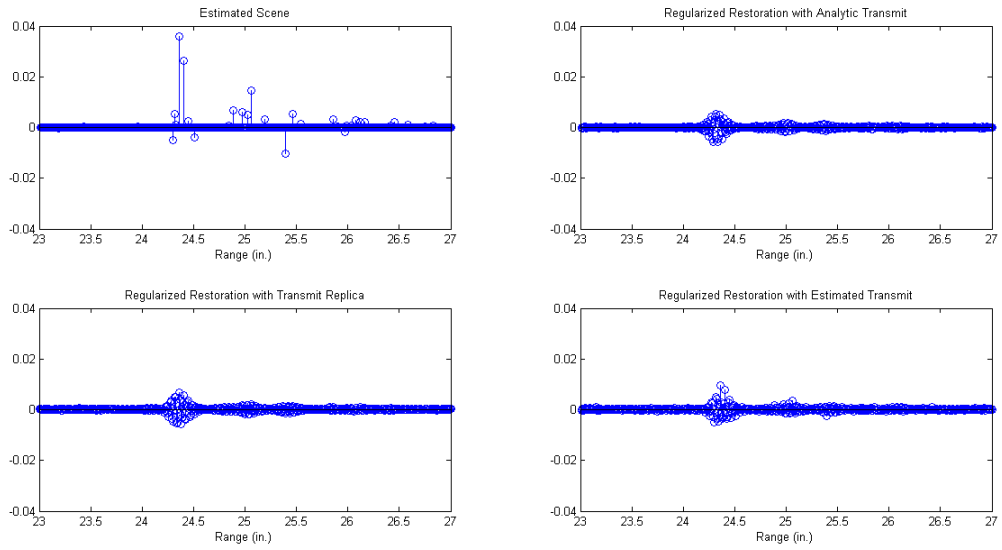 Estimated Scene
0.04
0.02
0
-0.02
-0.04
23 23.5 24 24.5 25 25.5 26 26.5 27
Range (in.)
Regularized Restoration with Analytic Transmit
0.04
0.02
0
-0.02
-0.04
23 23.5 24 24.5 25 25.5 26 26.5 27
Range (in.)
Regularized Restoration with Transmit Replica
0.04
0.02
0
-0.02
-0.04
23 23.5 24 24.5 25 25.5 26 26.5 27
Range (in.)
Regularized Restoration with Estimated Transmit
0.04
0.02
0
-0.02
-0.04
23 23.5 24 24.5 25 25.5 26 26.5 27
Range (in.)